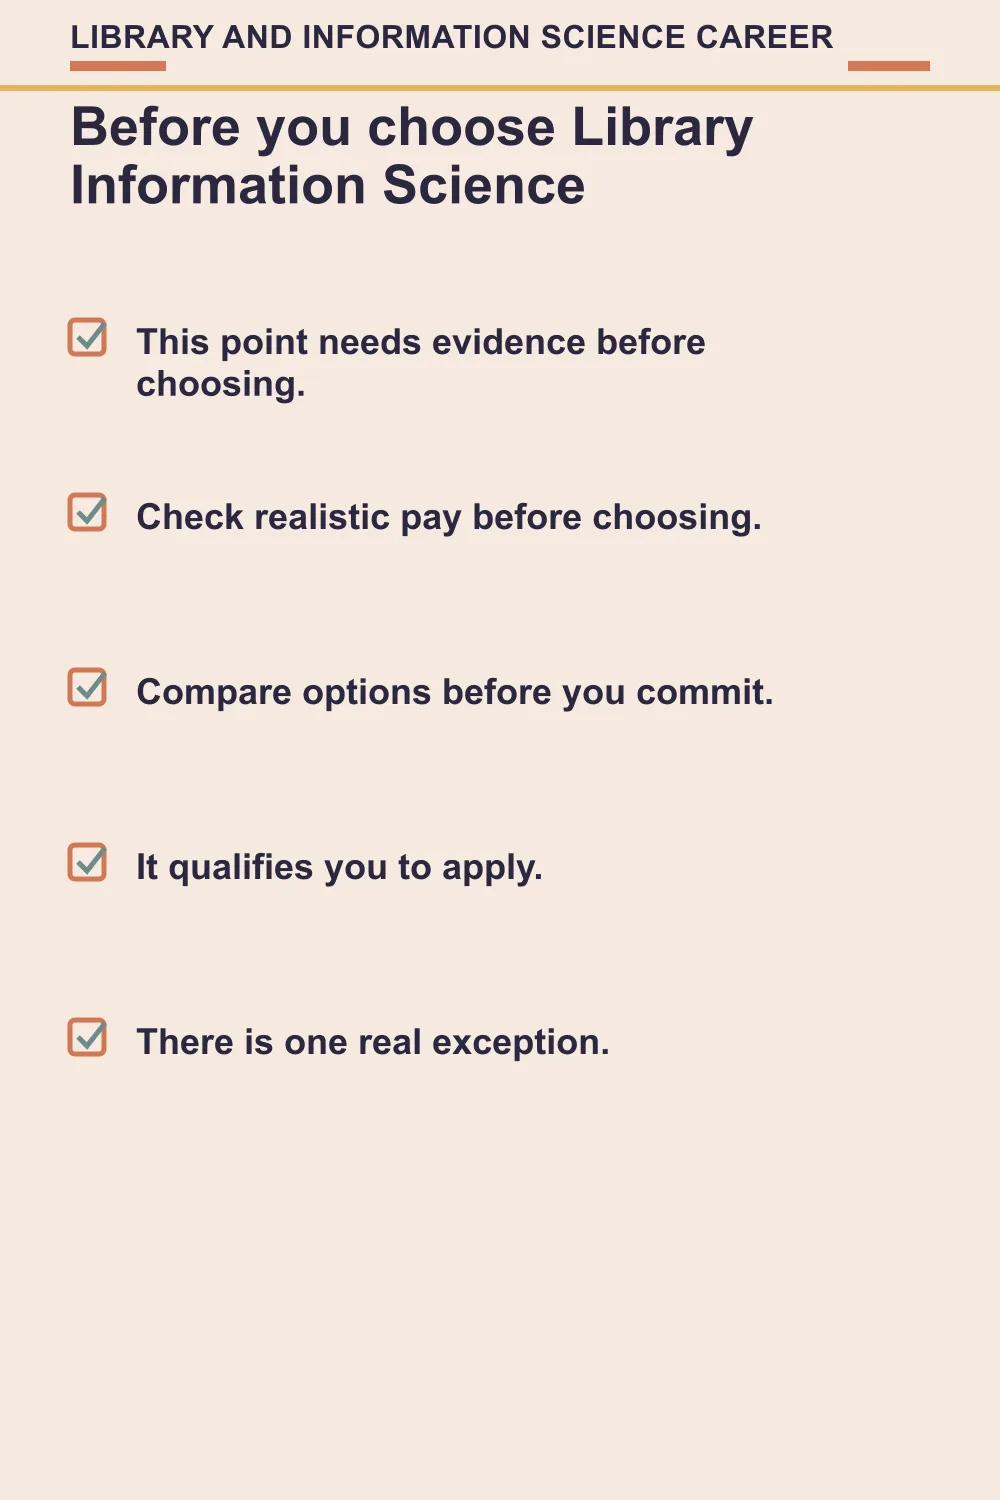 LIBRARY AND INFORMATION SCIENCE CAREER
Before you choose Library
Information Science
This point needs evidence before
choosing.
Check realistic pay before choosing.
Compare options before you commit.
It qualifies you to apply.
There is one real exception.